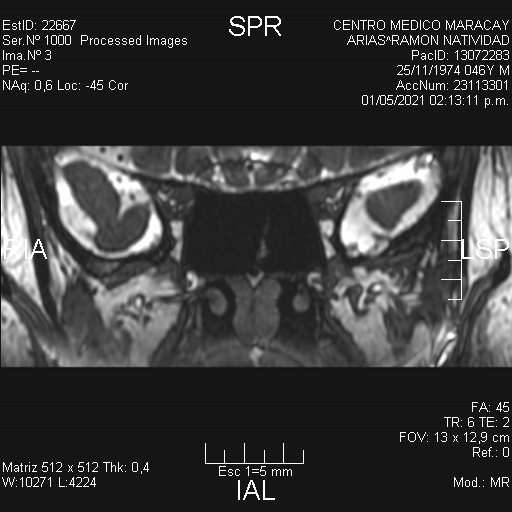 EstID: 22667
Ser.Nº 1000 Processed Images
Ima.Nº 3
PE= --
NAq: 0,6 Loc: -45 Cor
SPR
CENTRO MEDICO MARACAY
ARIAS^RAMON NATIVIDAD
PacID: 13072283
25/11/1974 046Y M
AccNum: 23113301
01/05/2021 02:13:11 p.m.
PIA
LSP
FA: 45
TR: 6 TE: 2
FOV: 13 x 12,9 cm
Ref.: 0
Matriz 512 x 512 Thk: 0,4
W:10271 L:4224
Esc 1=5 mm
IAL
Mod.: MR